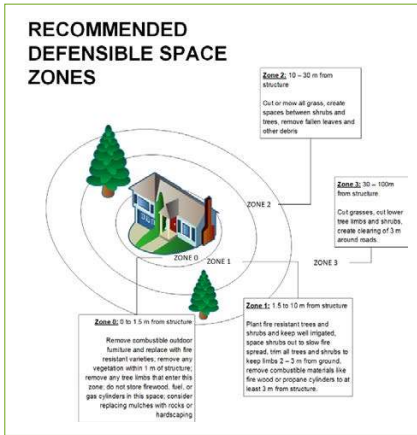 RECOMMENDED
DEFENSIBLE SPACE
ZONES
Zone 2: 10 – 30 m from
structure
Cut or mow all grass, create
spaces between shrubs and
trees, remove fallen leaves and
other debris
Zone 3: 30 – 100m
from structure
Cut grasses, cut lower
tree limbs and shrubs,
create clearing of 3 m
around roads.
ZONE 2
ZONE 0
ZONE 1
ZONE 3
Zone 0: 0 to 1.5 m from structure
Remove combustible outdoor
furniture and replace with fire
resistant varieties; remove any
vegetation within 1 m of structure;
remove any tree limbs that enter this
zone; do not store firewood, fuel, or
gas cylinders in this space; consider
replacing mulches with rocks or
hardscaping
Zone 1: 1.5 to 10 m from structure
Plant fire resistant trees and
shrubs and keep well irrigated,
space shrubs out to slow fire
spread, trim all trees and shrubs to
keep limbs 2 – 3 m from ground,
remove combustible materials like
fire wood or propane cylinders to at
least 3 m from structure.